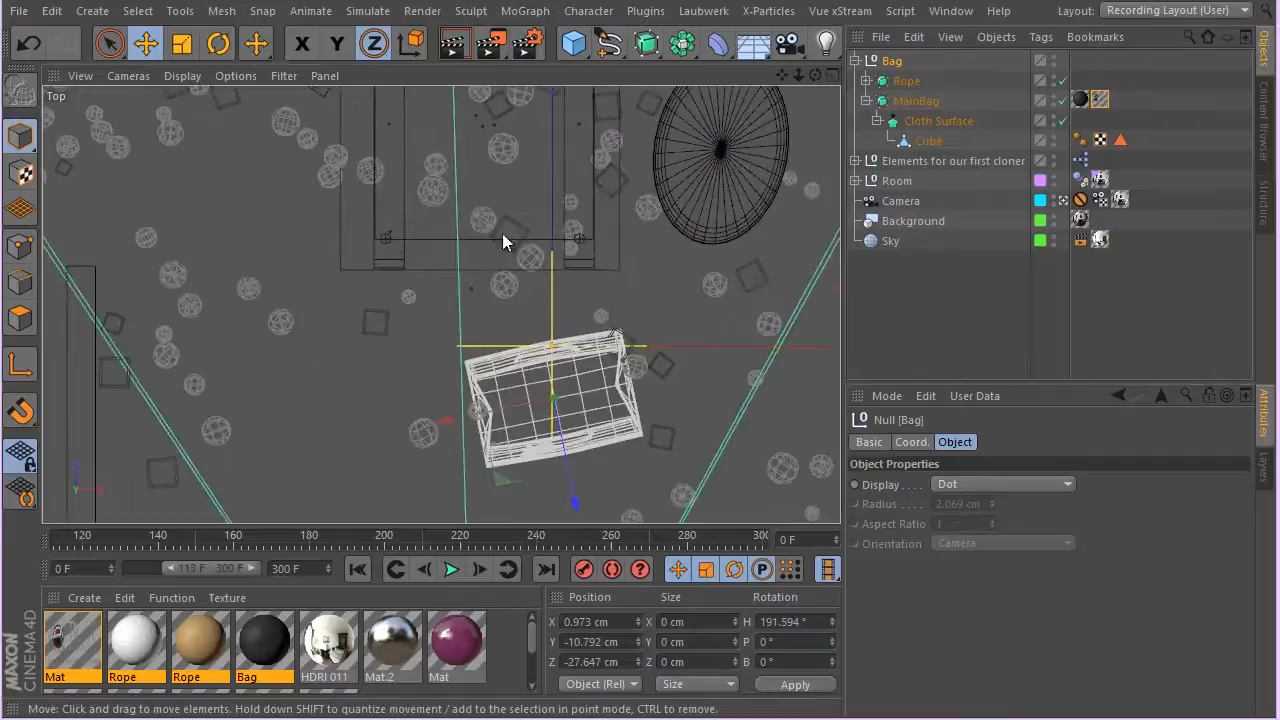 File Edit Create Select Tools Mesh Snap Animate Simulate Render Sculpt MoGraph Character Plugins Laubwerk X-Particles Vue xStream Script Window Help Layout: Recording Layout (User)
X Y Z
File Edit View Objects Tags Bookmarks
View Cameras Display Options Filter Panel
Top
Bag
Rope
MainBag
Cloth Surface
Cube
Elements for our first cloner
Room
Camera
Background
Sky
Objects
Content Browser
Structure
Mode Edit User Data
Null [Bag]
Basic Coord. Object
Object Properties
Display Dot
Radius 2.069 cm
Aspect Ratio 1
Orientation Camera
Attributes
Layers
Y X
120 140 160 180 200 220 240 260 280 300 0 F
0 F 113 F 300 F 300 F
P
Create Edit Function Texture
Mat Rope Rope Bag HDRI 011 Mat.2 Mat
Position Size Rotation
X 0.973 cm X 0 cm H 191.594 °
Y -10.792 cm Y 0 cm P 0 °
Z -27.647 cm Z 0 cm B 0 °
Object (Rel) Size Apply
MAXON
CINEMA 4D
Move: Click and drag to move elements. Hold down SHIFT to quantize movement / add to the selection in point mode, CTRL to remove.